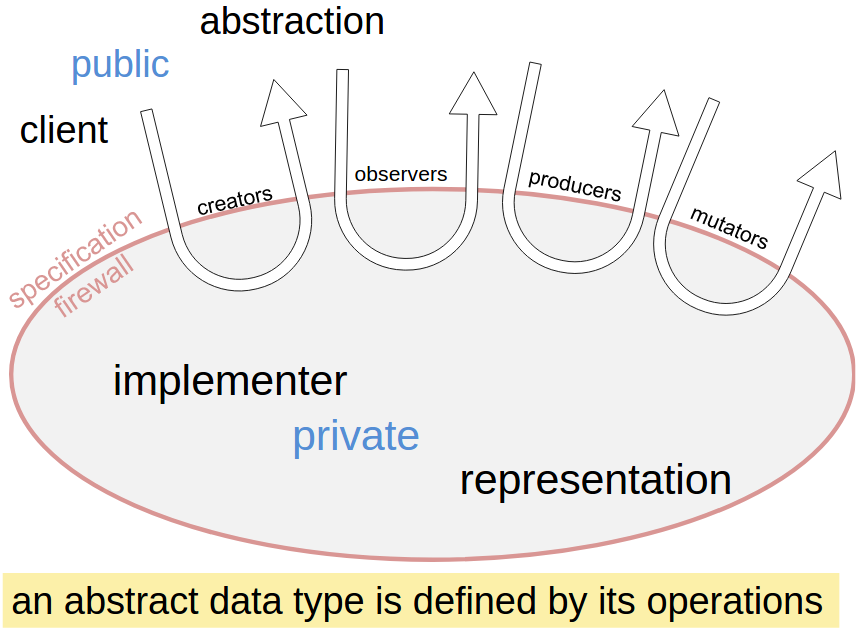 abstraction
public
client
creators
observers
producers
mutators
specification
firewall
implementer
private
representation
an abstract data type is defined by its operations